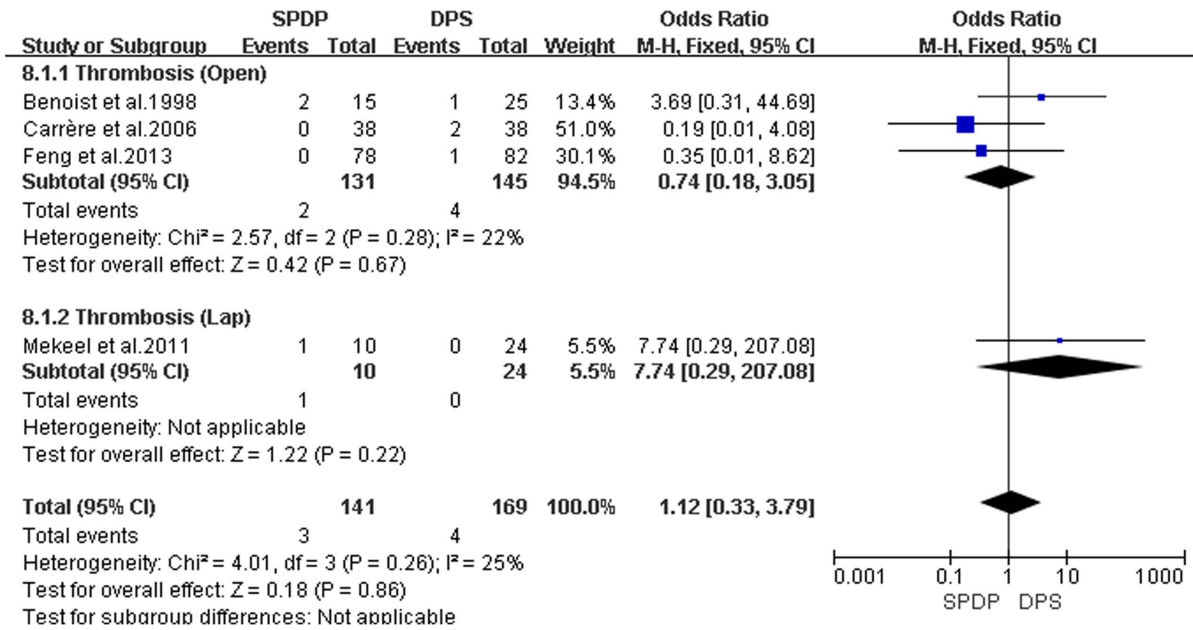 SPDP DPS Odds Ratio Odds Ratio
Study or Subgroup Events Total Events Total Weight M-H, Fixed, 95% CI M-H, Fixed, 95% CI
8.1.1 Thrombosis (Open)
Benoist et al.1998 2 15 1 25 13.4% 3.69 [0.31, 44.69]
Carrère et al.2006 0 38 2 38 51.0% 0.19 [0.01, 4.08]
Feng et al.2013 0 78 1 82 30.1% 0.35 [0.01, 8.62]
Subtotal (95% CI) 131 145 94.5% 0.74 [0.18, 3.05]
Total events 2 4
Heterogeneity: Chi² = 2.57, df = 2 (P = 0.28); I² = 22%
Test for overall effect: Z = 0.42 (P = 0.67)
8.1.2 Thrombosis (Lap)
Mekeel et al.2011 1 10 0 24 5.5% 7.74 [0.29, 207.08]
Subtotal (95% CI) 10 24 5.5% 7.74 [0.29, 207.08]
Total events 1 0
Heterogeneity: Not applicable
Test for overall effect: Z = 1.22 (P = 0.22)
Total (95% CI) 141 169 100.0% 1.12 [0.33, 3.79]
Total events 3 4
Heterogeneity: Chi² = 4.01, df = 3 (P = 0.26); I² = 25%
Test for overall effect: Z = 0.18 (P = 0.86)
Test for subgroup differences: Not applicable
0.001 0.1 1 10 1000
SPDP DPS